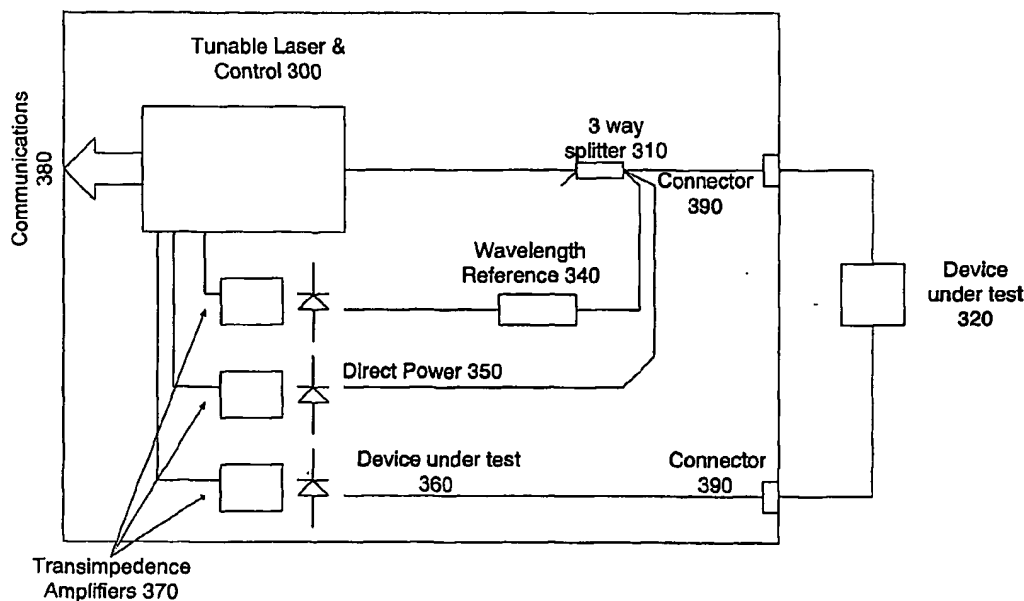 Tunable Laser &
Control 300
Communications
380
3 way
splitter 310
Connector
390
Wavelength
Reference 340
Device
under test
320
Direct Power 350
Device under test
360
Connector
390
Transimpedence
Amplifiers 370